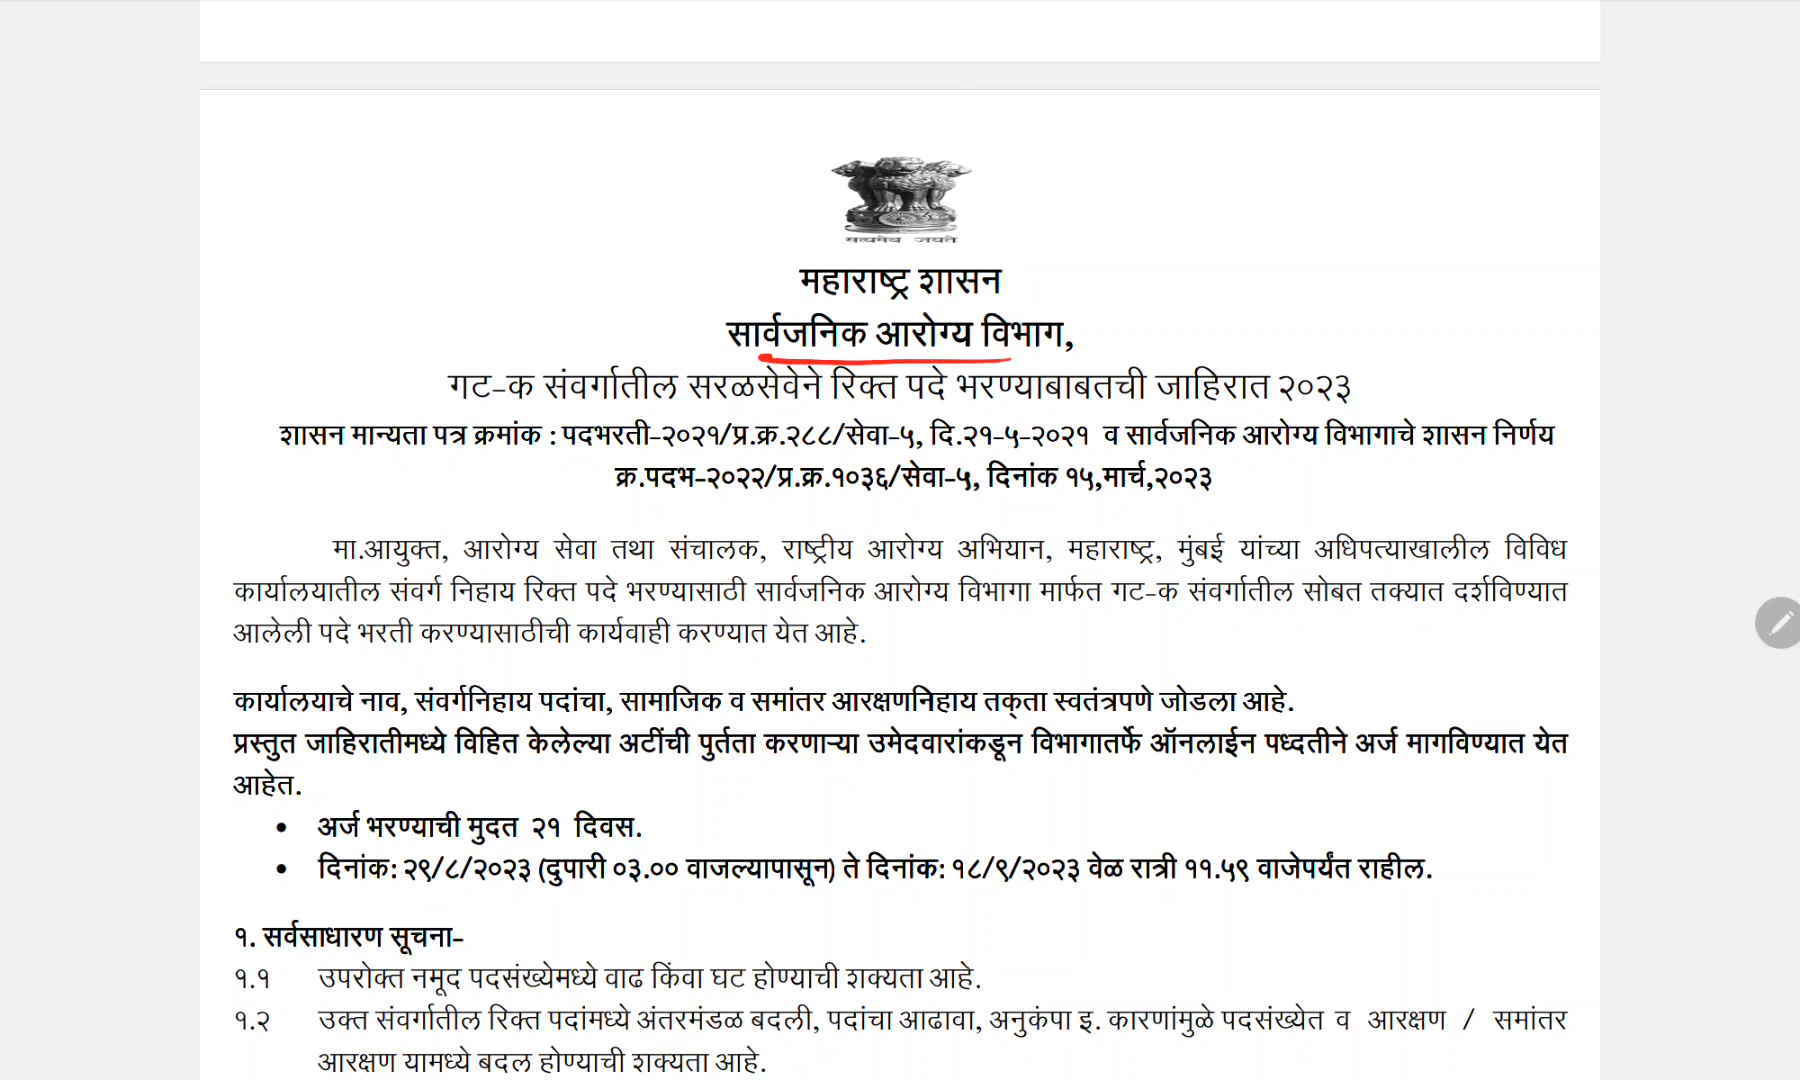 सत्यमेव जयते
महाराष्ट्र शासन
सार्वजनिक आरोग्य विभाग,
गट-क संवर्गातील सरळसेवेने रिक्त पदे भरण्याबाबतची जाहिरात २०२३
शासन मान्यता पत्र क्रमांक : पदभरती-२०२१/प्र.क्र.२८८/सेवा-५, दि.२१-५-२०२१ व सार्वजनिक आरोग्य विभागाचे शासन निर्णय
क्र.पदभ-२०२२/प्र.क्र.१०३६/सेवा-५, दिनांक १५,मार्च,२०२३
मा.आयुक्त, आरोग्य सेवा तथा संचालक, राष्ट्रीय आरोग्य अभियान, महाराष्ट्र, मुंबई यांच्या अधिपत्याखालील विविध
कार्यालयातील संवर्ग निहाय रिक्त पदे भरण्यासाठी सार्वजनिक आरोग्य विभागा मार्फत गट-क संवर्गातील सोबत तक्यात दर्शविण्यात
आलेली पदे भरती करण्यासाठीची कार्यवाही करण्यात येत आहे.
कार्यालयाचे नाव, संवर्गनिहाय पदांचा, सामाजिक व समांतर आरक्षणनिहाय तक्‌ता स्वतंत्रपणे जोडला आहे.
प्रस्तुत जाहिरातीमध्ये विहित केलेल्या अटींची पुर्तता करणाऱ्या उमेदवारांकडून विभागातर्फे ऑनलाईन पध्दतीने अर्ज मागविण्यात येत
आहेत.
• अर्ज भरण्याची मुदत २१ दिवस.
• दिनांक: २९/८/२०२३ (दुपारी ०३.०० वाजल्यापासून) ते दिनांक: १८/९/२०२३ वेळ रात्री ११.५९ वाजेपर्यंत राहील.
१. सर्वसाधारण सूचना-
१.१ उपरोक्त नमूद पदसंख्येमध्ये वाढ किंवा घट होण्याची शक्यता आहे.
१.२ उक्त संवर्गातील रिक्त पदांमध्ये अंतरमंडळ बदली, पदांचा आढावा, अनुकंपा इ. कारणांमुळे पदसंख्येत व आरक्षण / समांतर
आरक्षण यामध्ये बदल होण्याची शक्यता आहे.